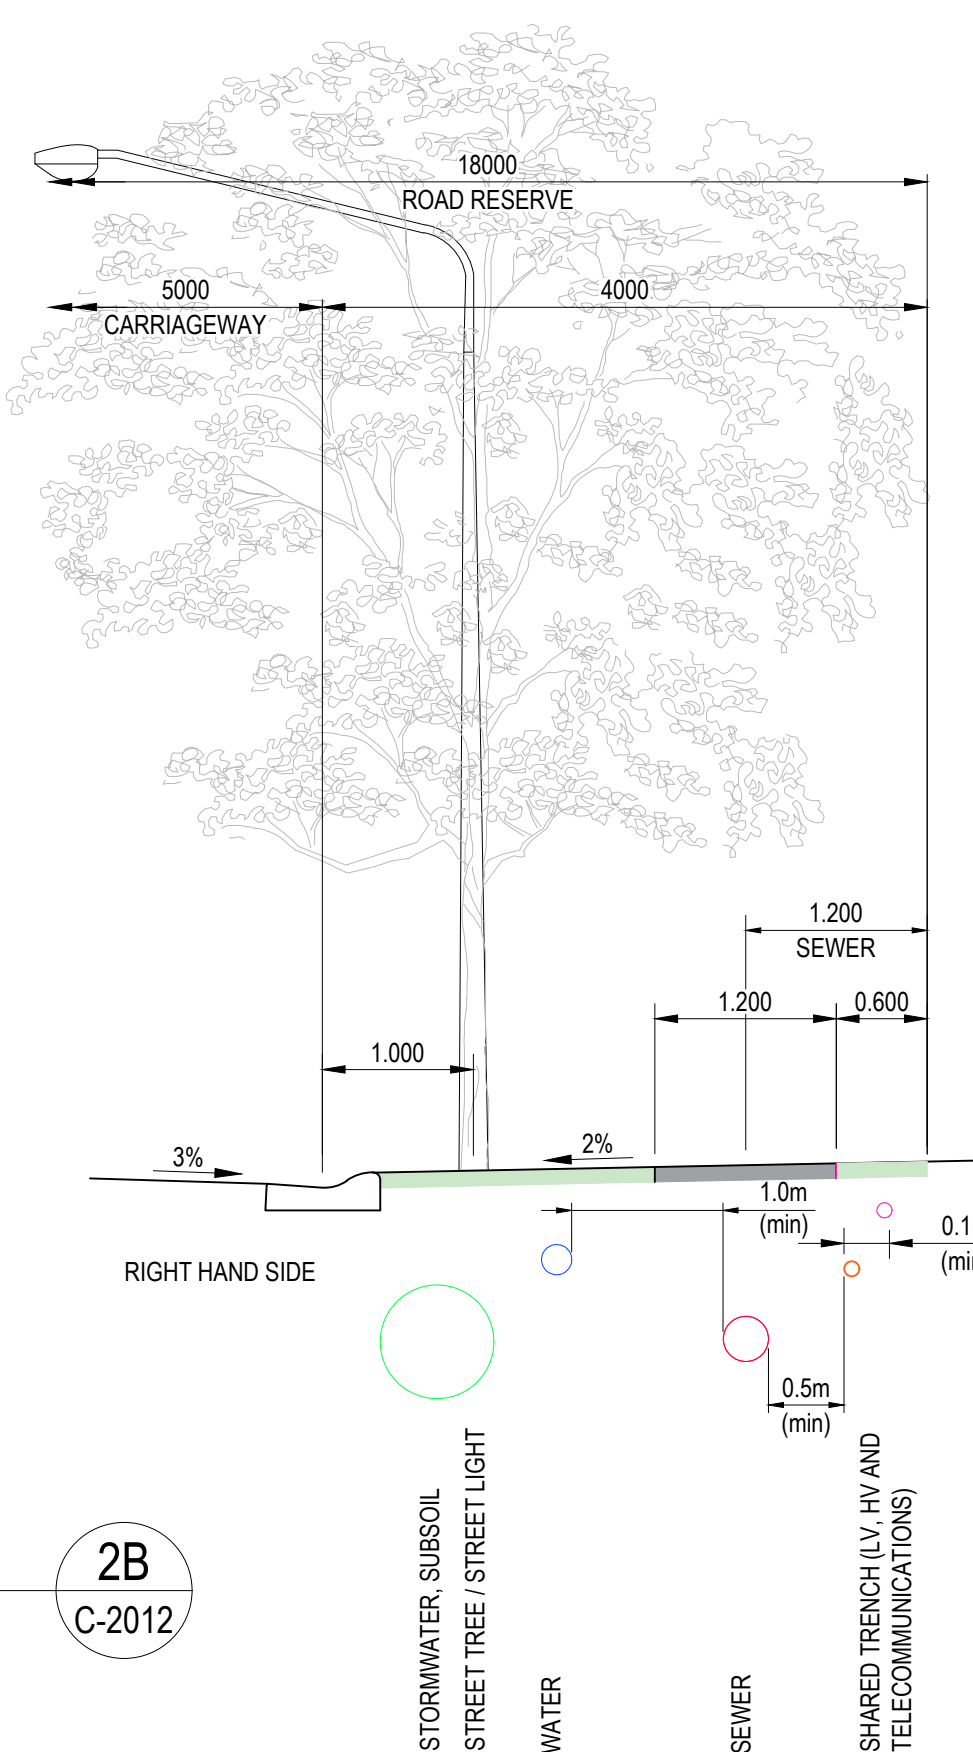 18000
ROAD RESERVE
5000
4000
CARRIAGEWAY
1.200
SEWER
1.200
0.600
1.000
3%
2%
1.0m
(min)
0.1
RIGHT HAND SIDE
0.5m
(min)
STORMWATER, SUBSOIL
STREET TREE / STREET LIGHT
WATER
SEWER
SHARED TRENCH (LV, HV AND
TELECOMMUNICATIONS)
2B
C-2012